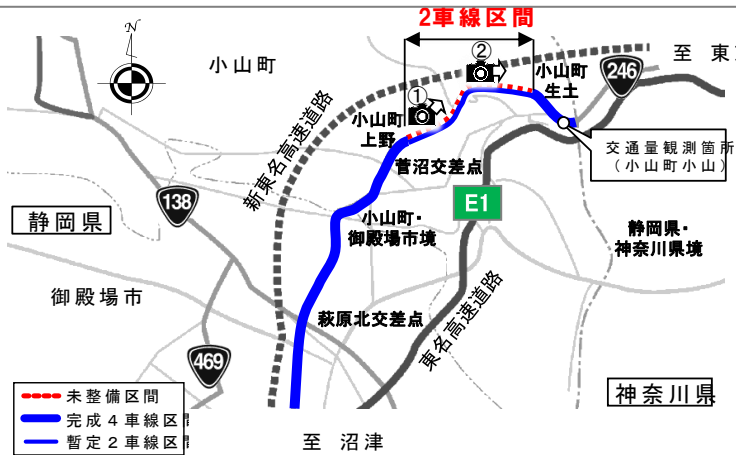 2車線区間
N
小山町
②
至 東
小山町
生土
246
①
小山町
上野
新東名高速道路
交通量観測箇所
（小山町小山）
菅沼交差点
138
E1
静岡県
小山町・
御殿場市境
静岡県・
神奈川県境
御殿場市
萩原北交差点
東名高速道路
469
神奈川県
未整備区間
完成４車線区間
暫定２車線区間
至 沼津